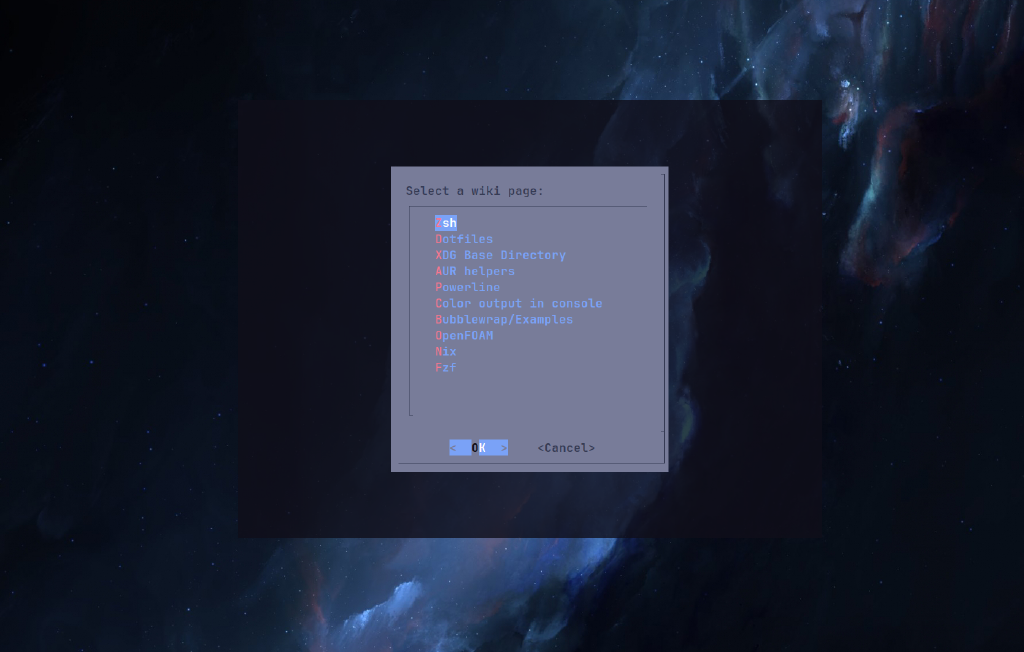 Select a wiki page:
Zsh
Dotfiles
XDG Base Directory
AUR helpers
Powerline
Color output in console
Bubblewrap/Examples
OpenFOAM
Nix
Fzf
<  OK  > <Cancel>